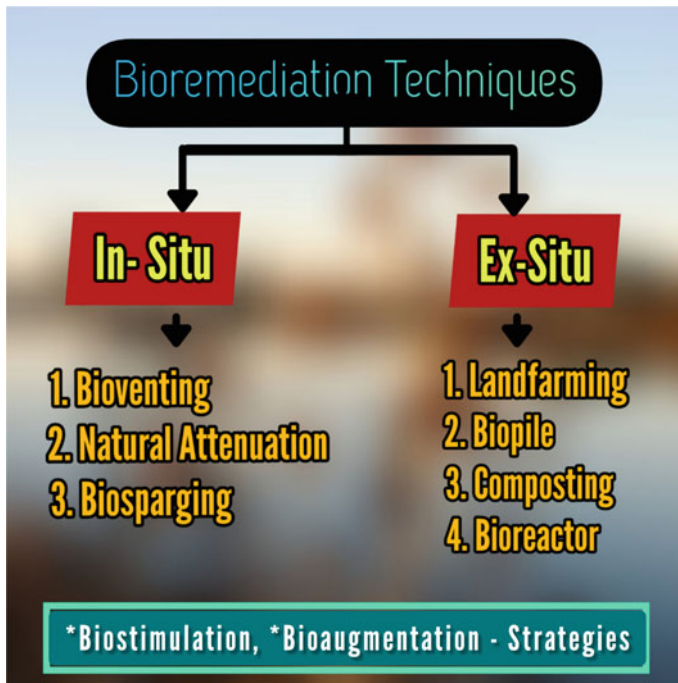 Bioremediation Techniques
In- Situ
Ex-Situ
1. Bioventing
2. Natural Attenuation
3. Biosparging
1. Landfarming
2. Biopile
3. Composting
4. Bioreactor
*Biostimulation, *Bioaugmentation - Strategies